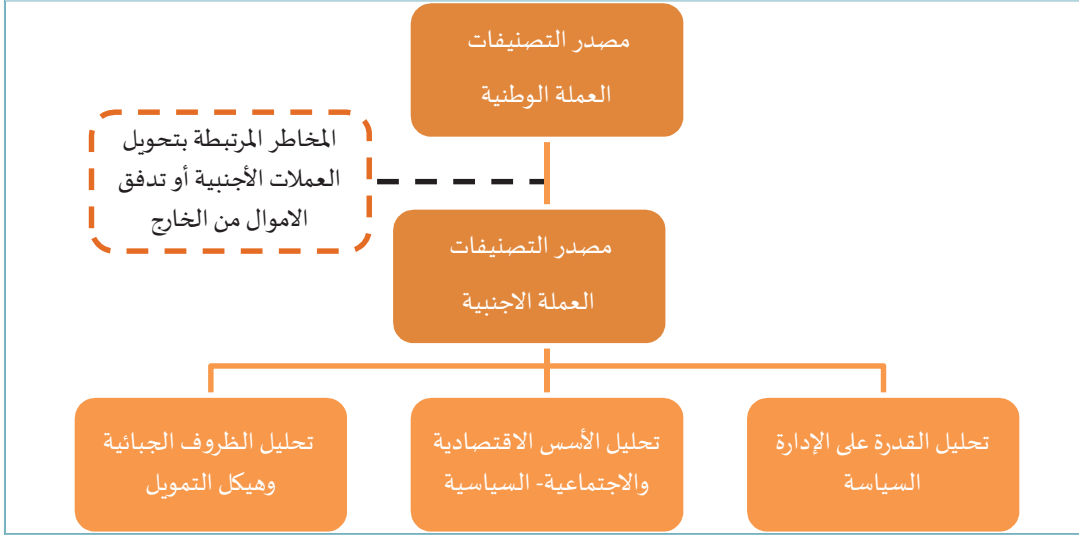 مصدر التصنيفات
العملة الوطنية
المخاطر المرتبطة بتحويل
العملات الأجنبية أو تدفق
الاموال من الخارج
مصدر التصنيفات
العملة الاجنبية
تحليل القدرة على الإدارة
السياسة
تحليل الأسس الاقتصادية
والاجتماعية- السياسية
تحليل الظروف الجبائية
وهيكل التمويل